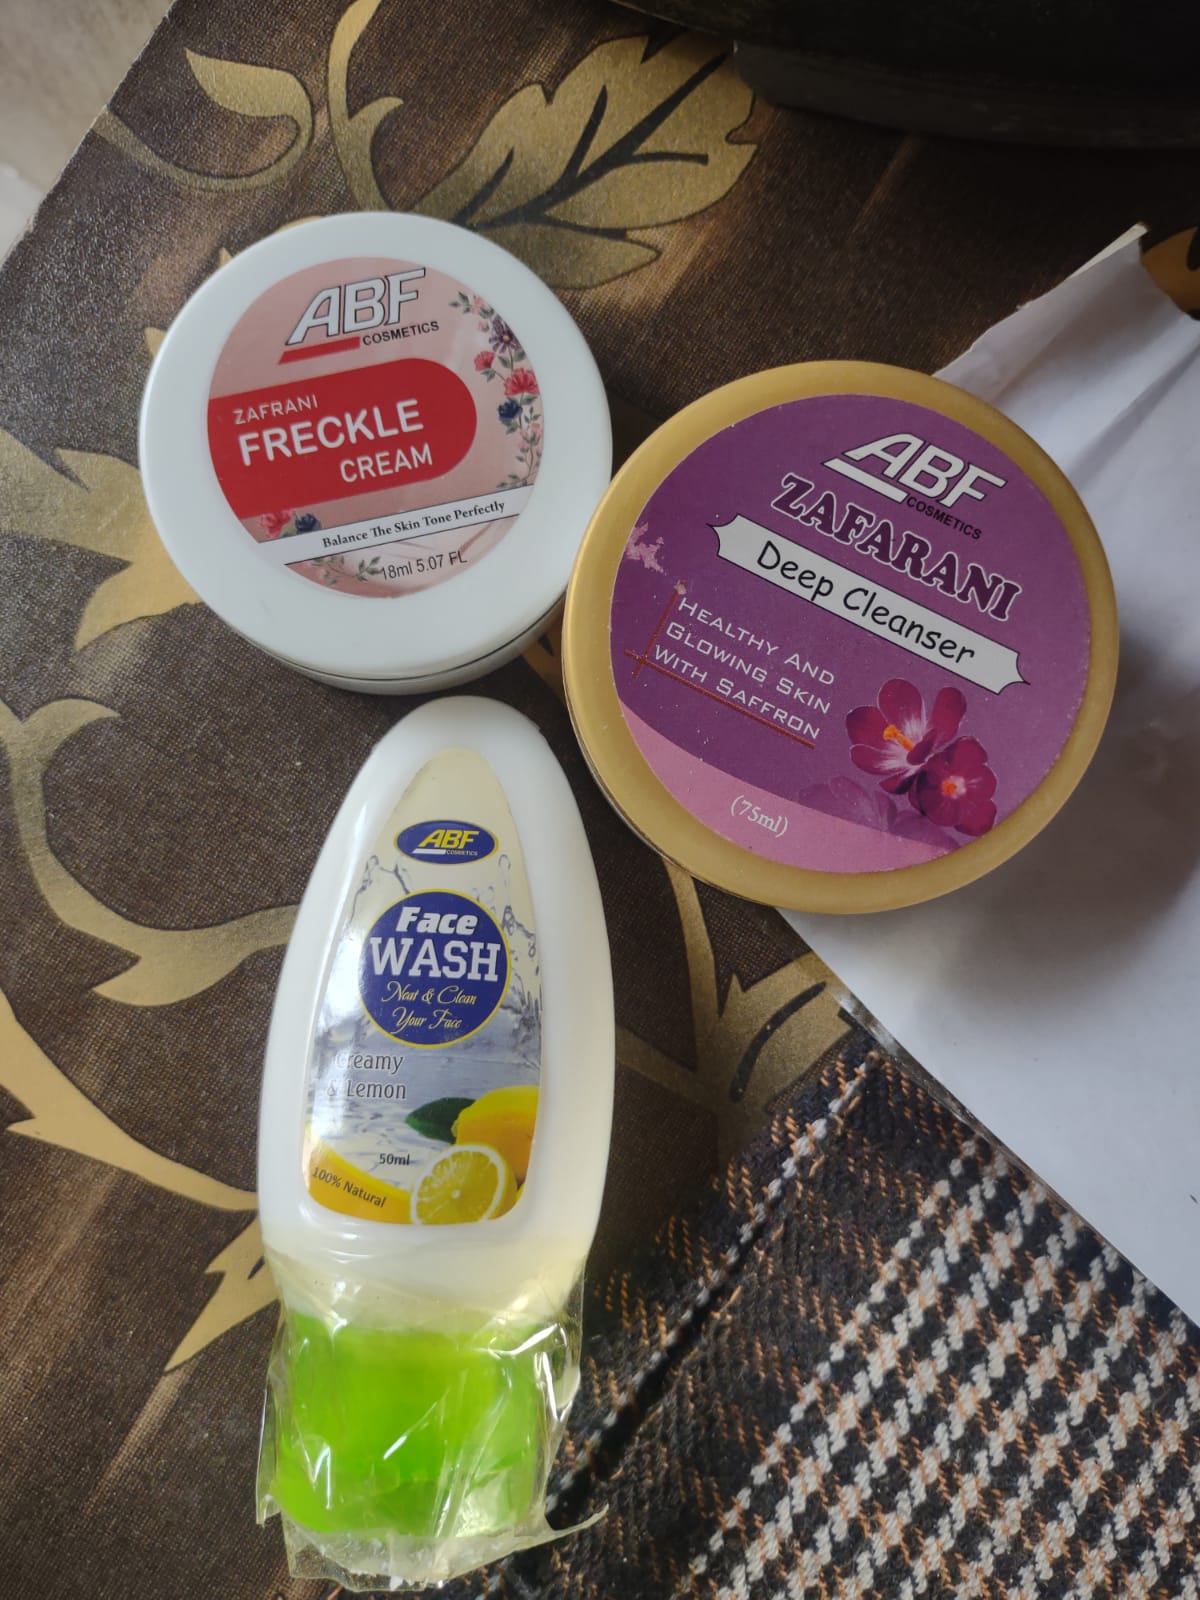 ABF
COSMETICS
ZAFRANI
FRECKLE
CREAM
Balance The Skin Tone Perfectly
18ml 5.07 FL
ABF
COSMETICS
ZAFARANI
Deep Cleanser
HEALTHY AND
GLOWING SKIN
WITH SAFFRON
(75ml)
ABF
COSMETICS
Face
WASH
Neat & Clean
Your Face
Creamy
& Lemon
50ml
100% Natural